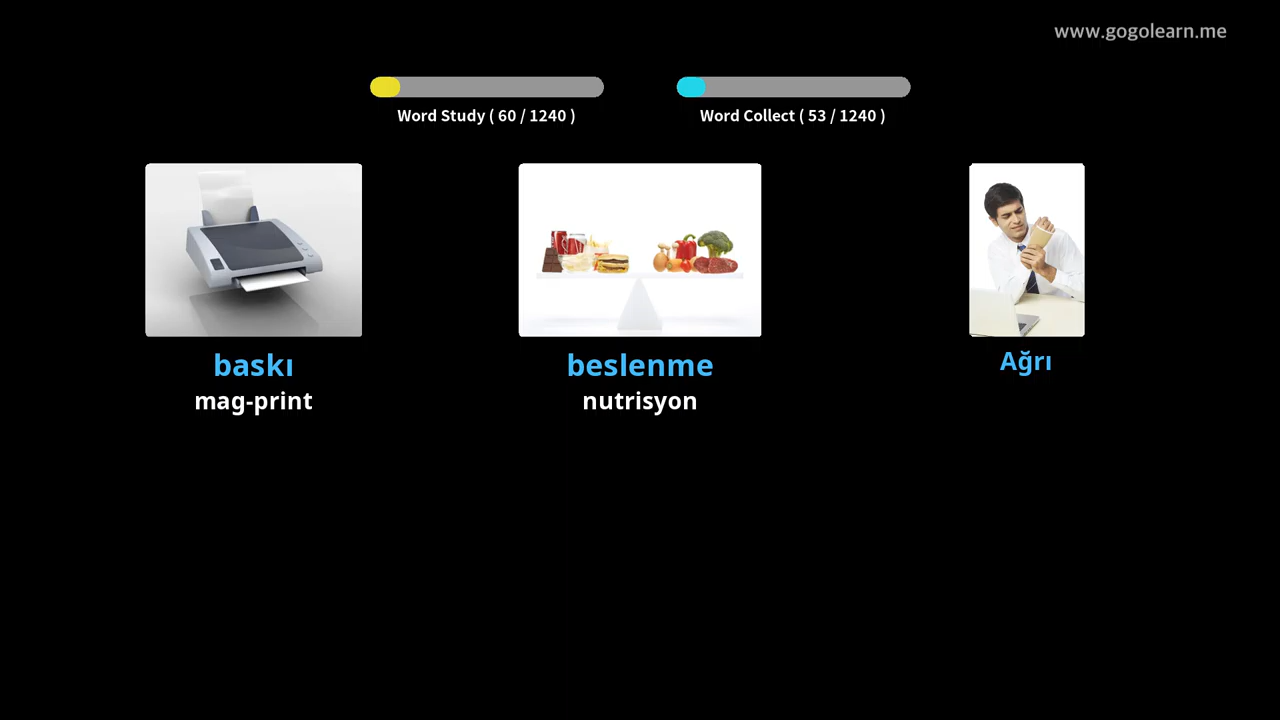 www.gogolearn.me
Word Study ( 60 / 1240 )
Word Collect ( 53 / 1240 )
baskı
mag-print
beslenme
nutrisyon
Ağrı